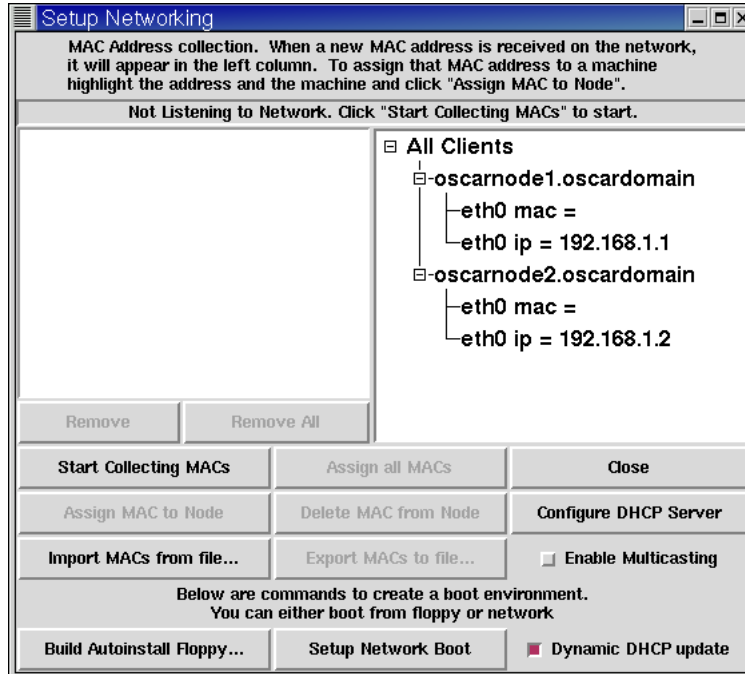 Setup Networking
MAC Address collection. When a new MAC address is received on the network,
it will appear in the left column. To assign that MAC address to a machine
highlight the address and the machine and click "Assign MAC to Node".
Not Listening to Network. Click "Start Collecting MACs" to start.
All Clients
oscarnode1.oscardomain
eth0 mac =
eth0 ip = 192.168.1.1
oscarnode2.oscardomain
eth0 mac =
eth0 ip = 192.168.1.2
Remove
Remove All
Start Collecting MACs
Assign all MACs
Close
Assign MAC to Node
Delete MAC from Node
Configure DHCP Server
Import MACs from file...
Export MACs to file...
Enable Multicasting
Below are commands to create a boot environment.
You can either boot from floppy or network
Build Autoinstall Floppy...
Setup Network Boot
Dynamic DHCP update